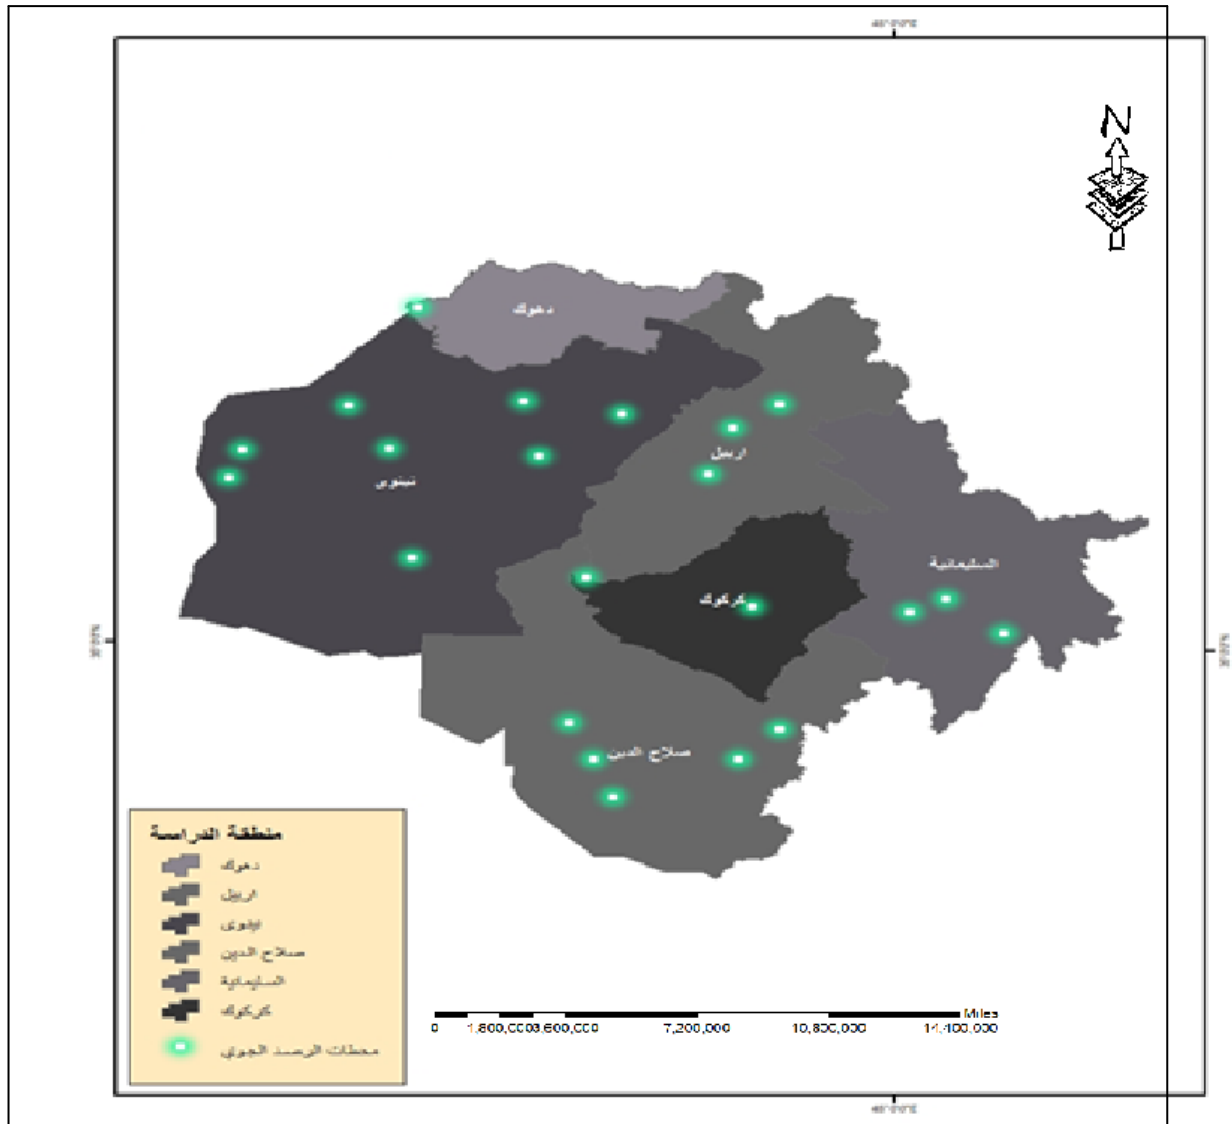 N
دهوك
اربيل
نينوى
السليمانية
كركوك
صلاح الدين
منطقة الدراسة
دهوك
اربيل
نينوى
صلاح الدين
السليمانية
كركوك
محطات الرصد الجوي
Miles
0 1,800,000 3,600,000 7,200,000 10,800,000 14,400,000